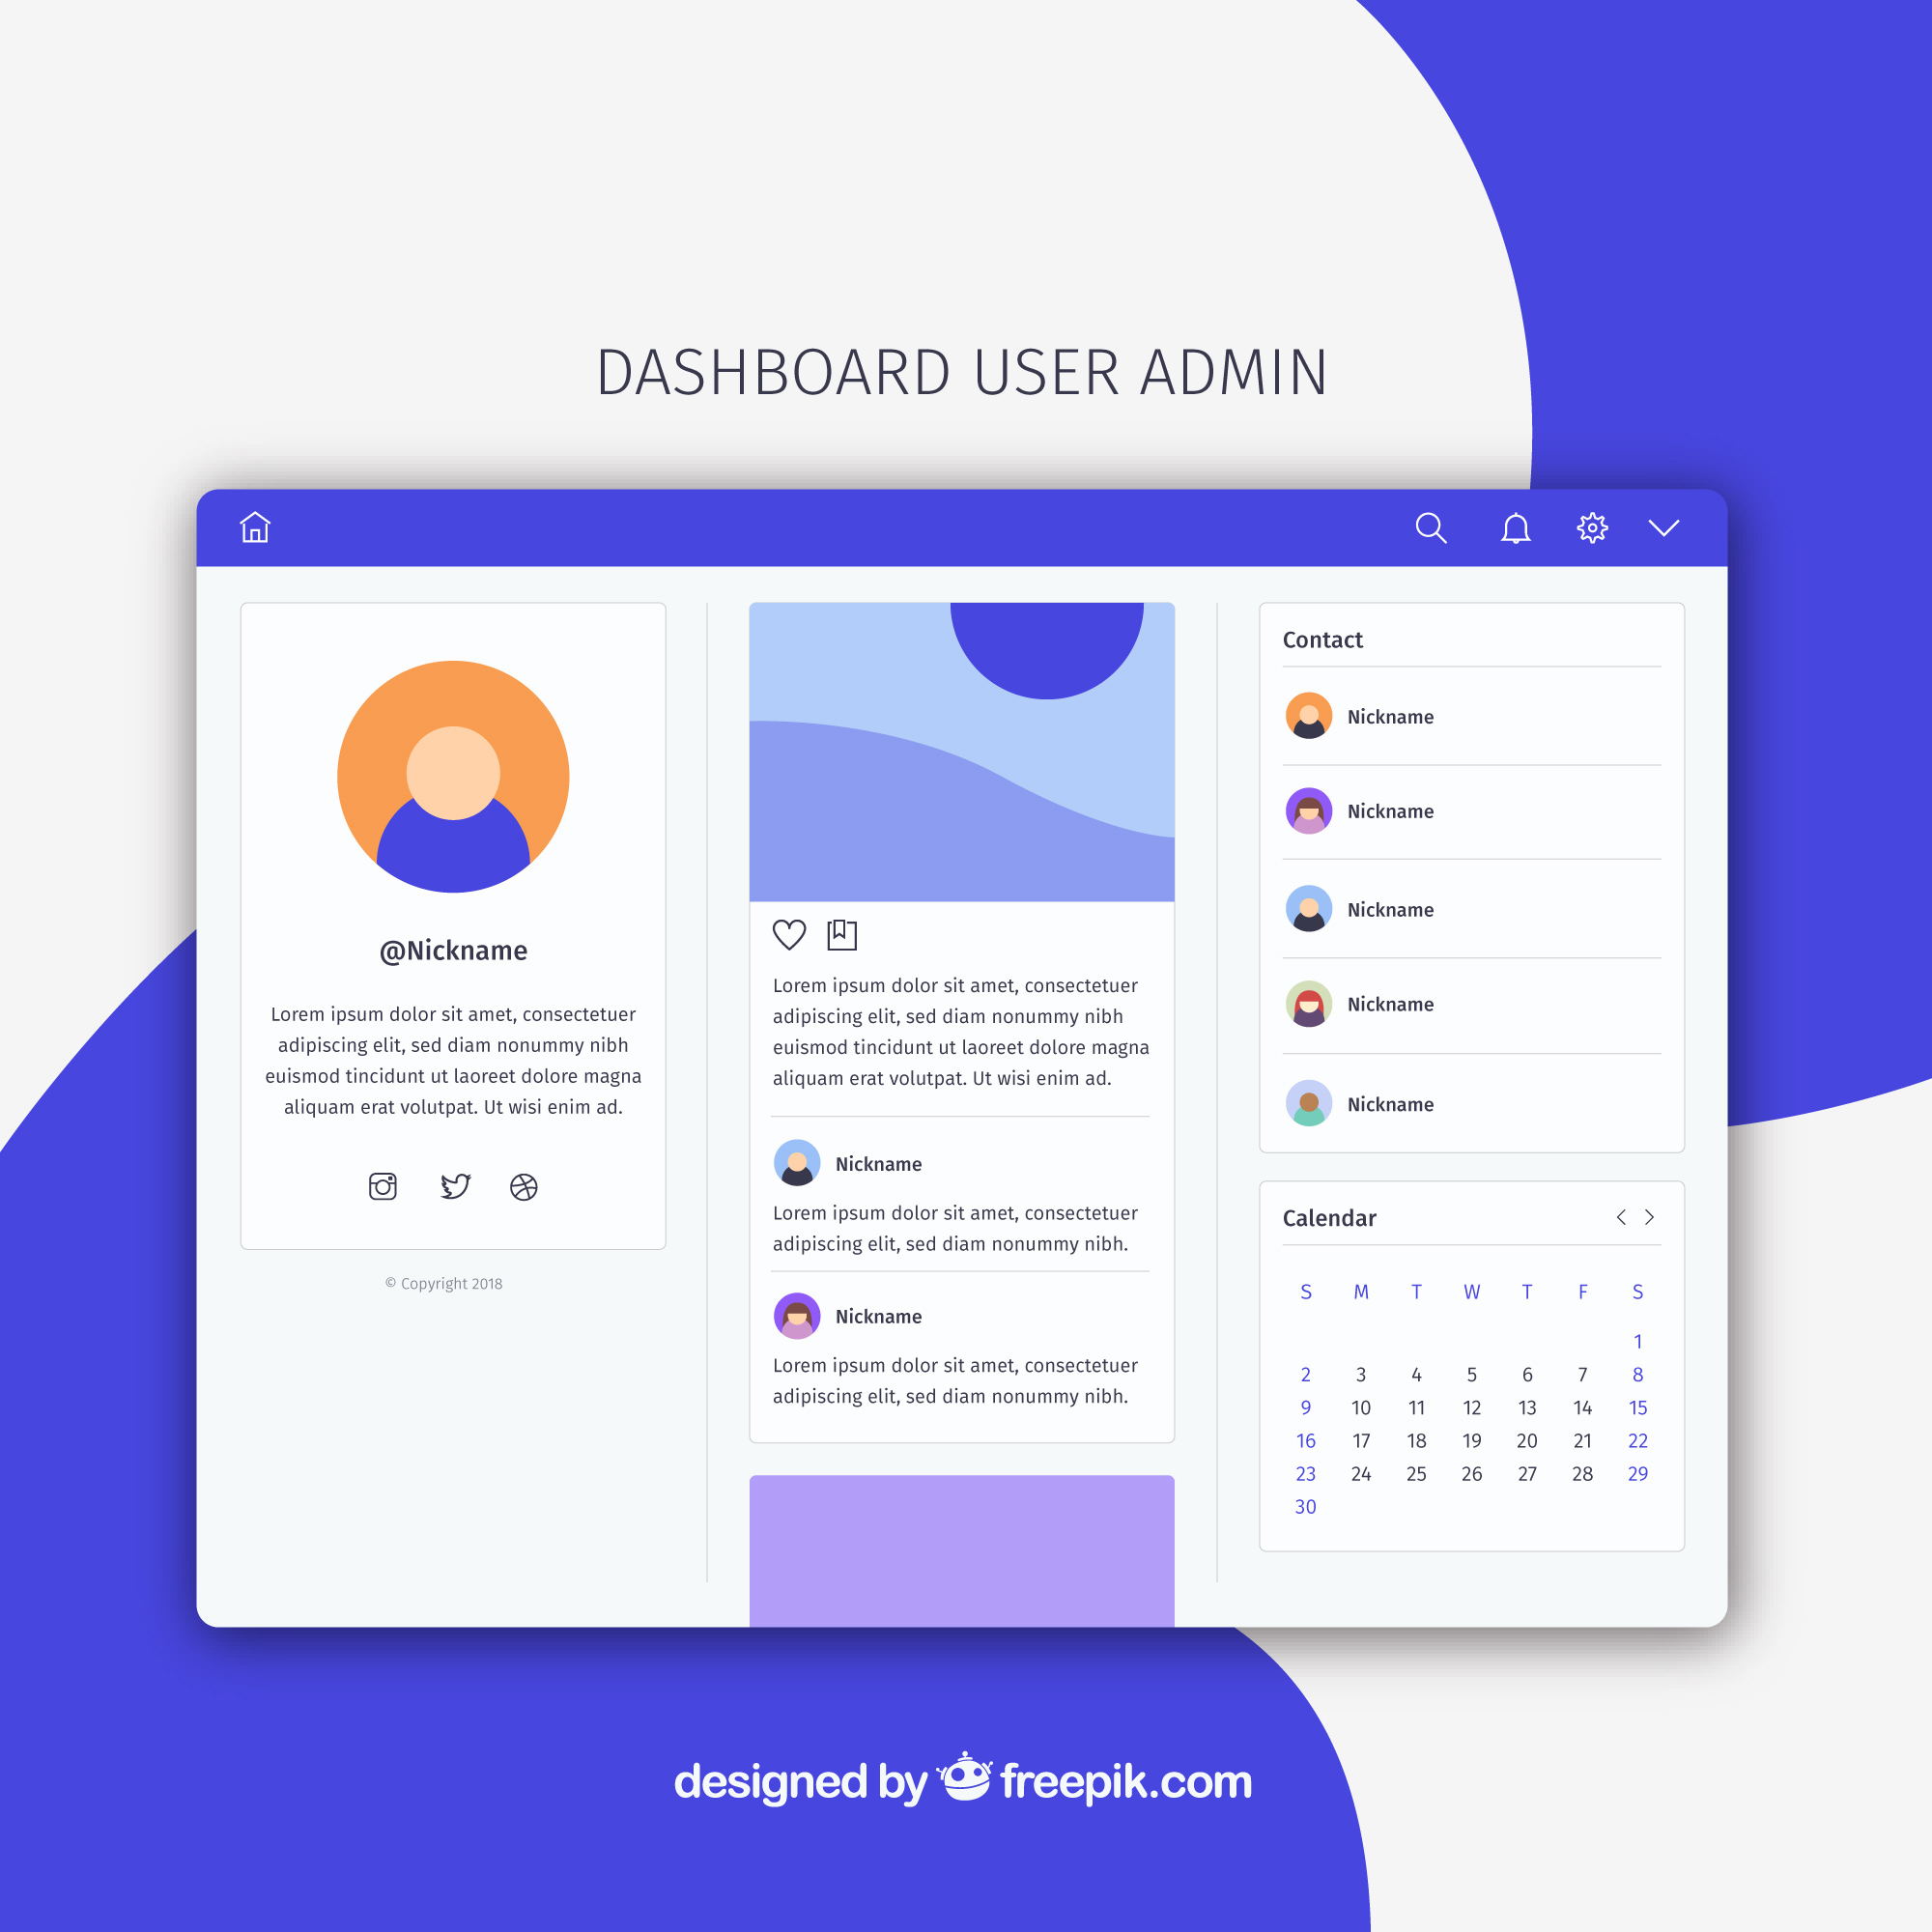 DASHBOARD USER ADMIN
@Nickname
Lorem ipsum dolor sit amet, consectetuer
adipiscing elit, sed diam nonummy nibh
euismod tincidunt ut laoreet dolore magna
aliquam erat volutpat. Ut wisi enim ad.
© Copyright 2018
Lorem ipsum dolor sit amet, consectetuer
adipiscing elit, sed diam nonummy nibh
euismod tincidunt ut laoreet dolore magna
aliquam erat volutpat. Ut wisi enim ad.
Nickname
Lorem ipsum dolor sit amet, consectetuer
adipiscing elit, sed diam nonummy nibh.
Nickname
Lorem ipsum dolor sit amet, consectetuer
adipiscing elit, sed diam nonummy nibh.
Contact
Nickname
Nickname
Nickname
Nickname
Nickname
Calendar
S M T W T F S
1
2 3 4 5 6 7 8
9 10 11 12 13 14 15
16 17 18 19 20 21 22
23 24 25 26 27 28 29
30
designed by freepik.com